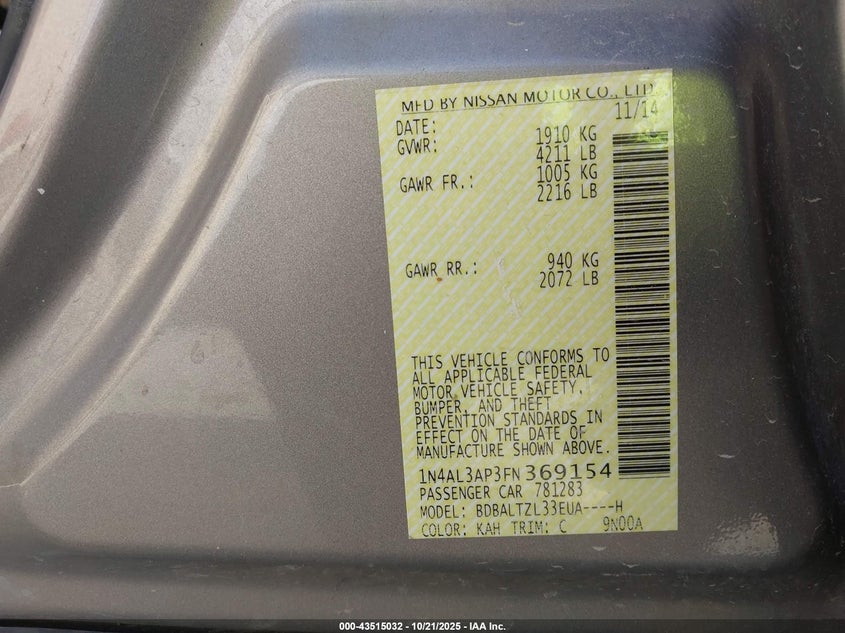 MFD BY NISSAN MOTOR CO., LTD.
DATE: 11/14
GVWR: 1910 KG
4211 LB
GAWR FR.: 1005 KG
2216 LB
GAWR RR.: 940 KG
2072 LB
THIS VEHICLE CONFORMS TO
ALL APPLICABLE FEDERAL
MOTOR VEHICLE SAFETY,
BUMPER, AND THEFT
PREVENTION STANDARDS IN
EFFECT ON THE DATE OF
MANUFACTURE SHOWN ABOVE.
1N4AL3AP3FN369154
PASSENGER CAR 781283
MODEL: BDBALTZL33EUA----H
COLOR: KAH TRIM: C 9N00A
000-43515032 - 10/21/2025 - IAA Inc.